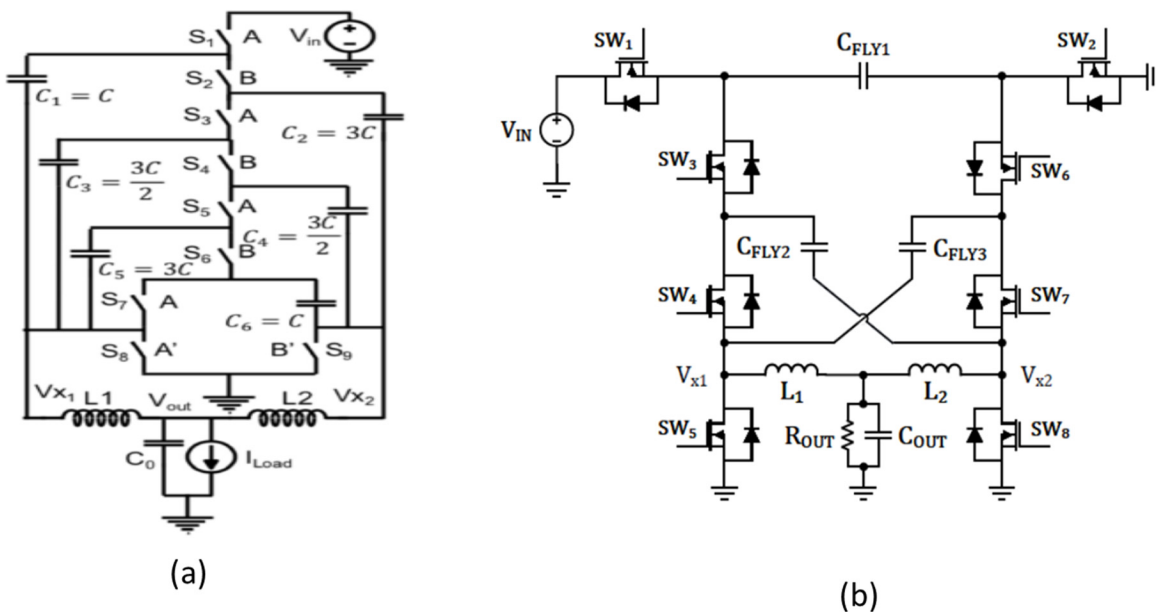 S1 A Vin
S2 B
C1 = C
S3 A
C2 = 3C
S4 B
C3 = 3C/2
S5 A
C4 = 3C/2
S6 B
C5 = 3C
S7 A
C6 = C
S8 A' B' S9
Vx1 L1 Vout L2 Vx2
C0 ILoad
(a)
SW1 CFLY1 SW2
VIN
SW3 SW6
CFLY2 CFLY3
SW4 SW7
Vx1 L1 L2 Vx2
SW5 ROUT COUT SW8
(b)